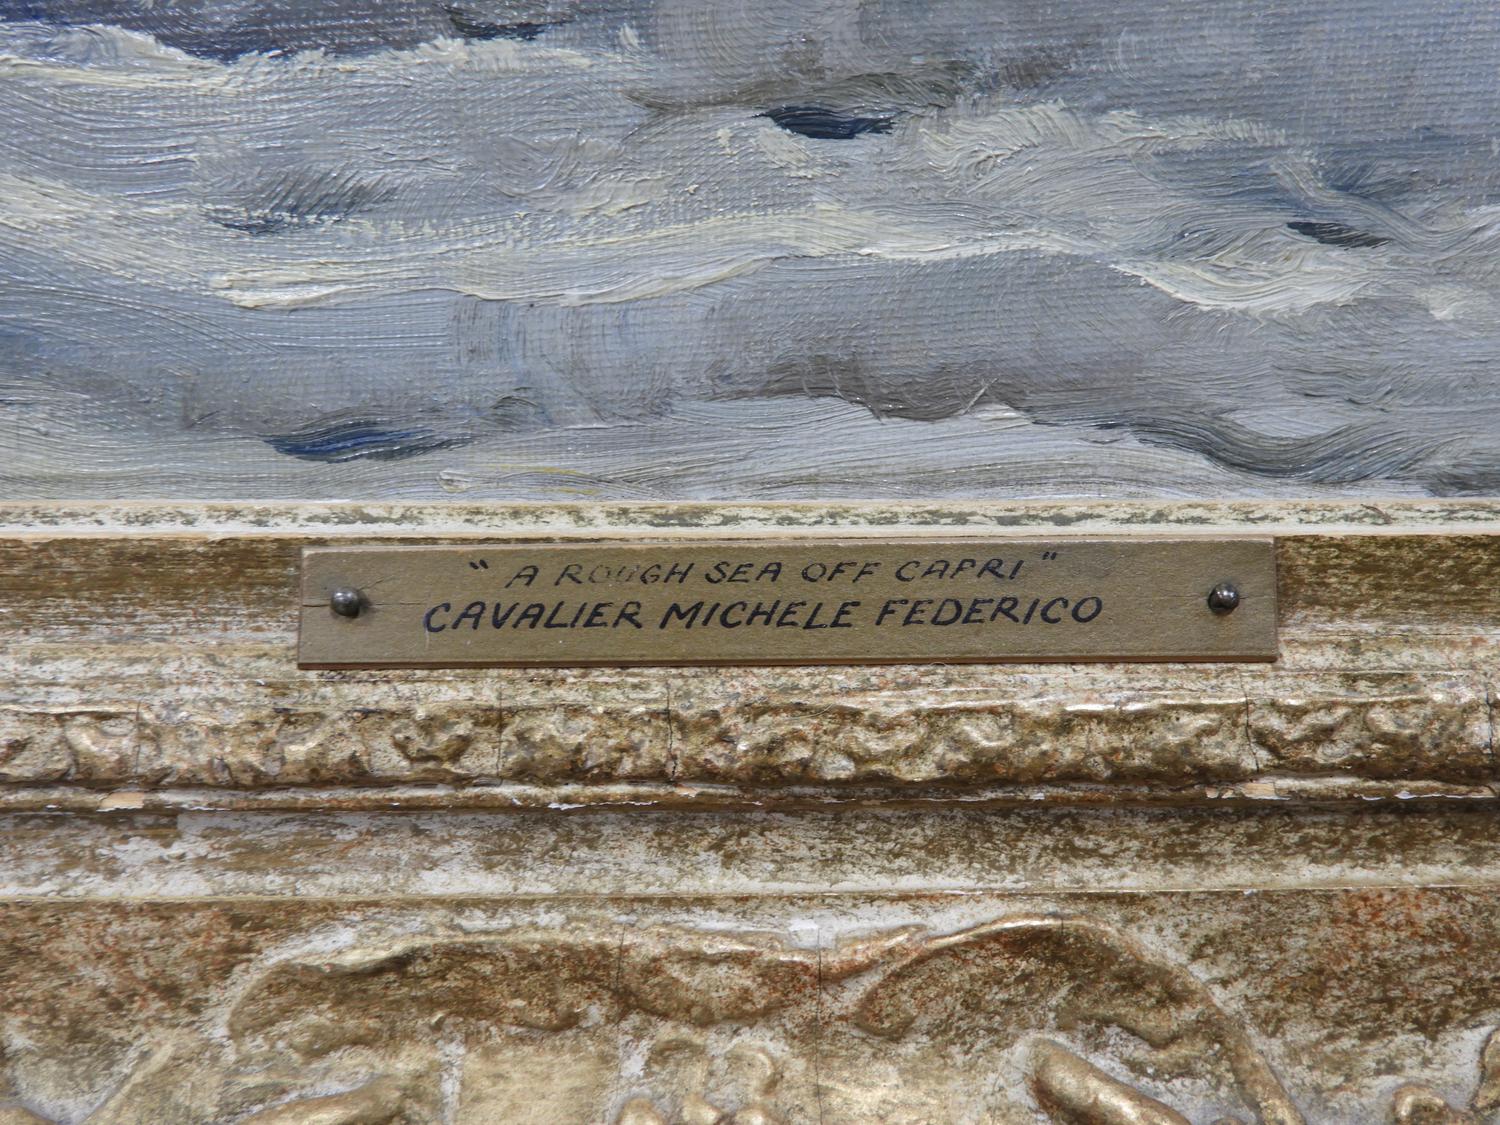 " A ROUGH SEA OFF CAPRI "
CAVALIER MICHELE FEDERICO